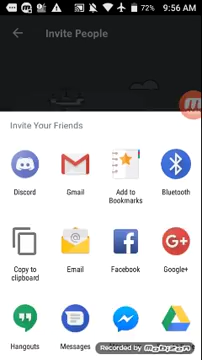 72% 9:56 AM
Invite People
Invite Your Friends
Discord
Gmail
Add to
Bookmarks
Bluetooth
Copy to
clipboard
Email
Facebook
Google+
Hangouts
Messages
Recorded by